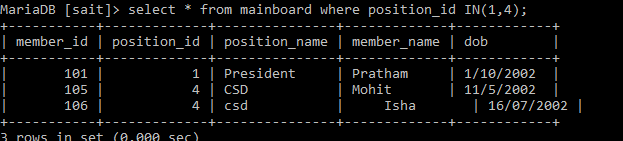 MariaDB [sait]> select * from mainboard where position_id IN(1,4);
+-----------+-------------+---------------+-------------+------------+
| member_id | position_id | position_name | member_name | dob        |
+-----------+-------------+---------------+-------------+------------+
|       101 |           1 | President     | Pratham     | 1/10/2002  |
|       105 |           4 | CSD           | Mohit       | 11/5/2002  |
|       106 |           4 | csd           |     Isha        | 16/07/2002 |
+-----------+-------------+---------------+-------------+------------+
3 rows in set (0.000 sec)